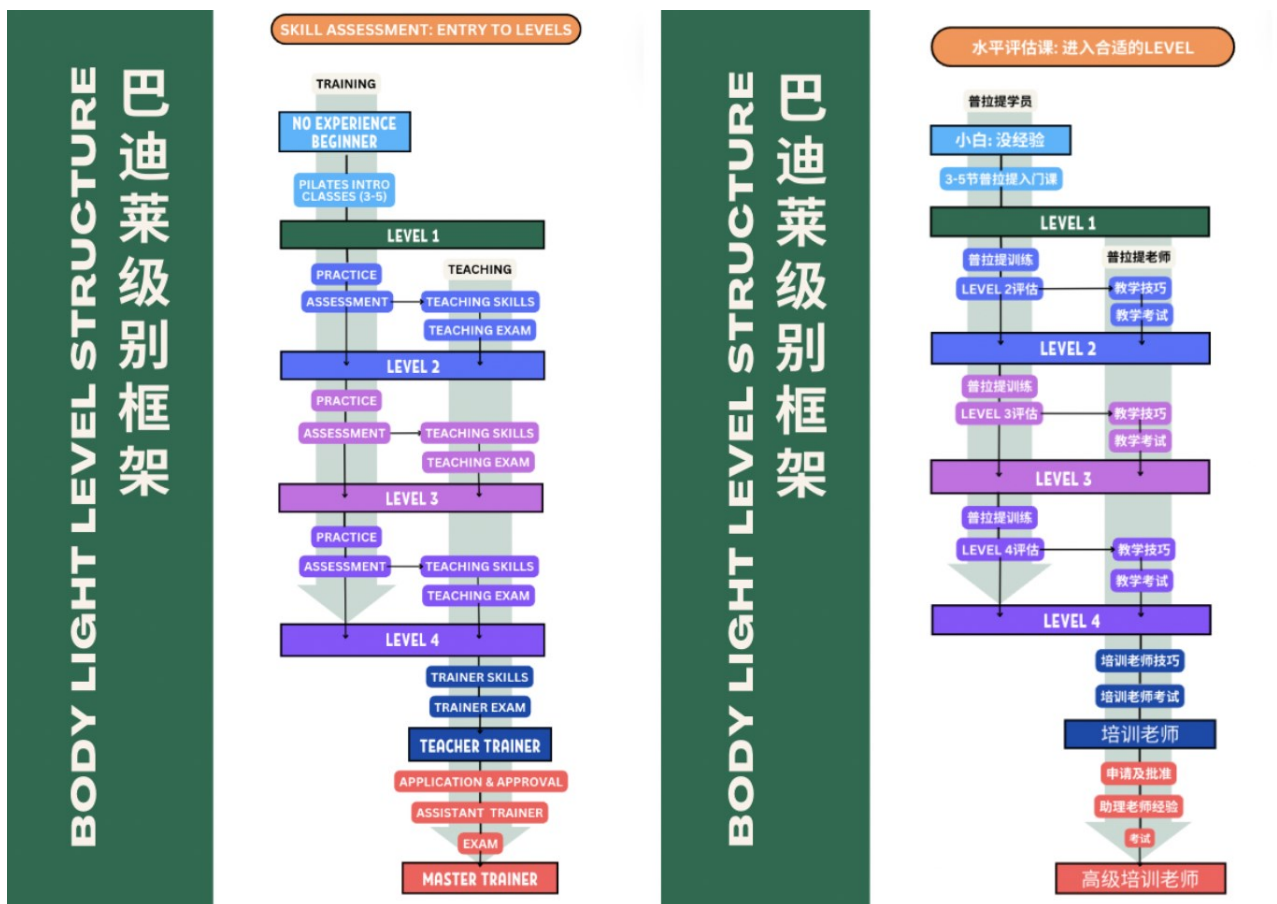 BODY LIGHT LEVEL STRUCTURE
巴迪莱级别框架
SKILL ASSESSMENT: ENTRY TO LEVELS
TRAINING
NO EXPERIENCE
BEGINNER
PILATES INTRO
CLASSES (3-5)
LEVEL 1
PRACTICE
TEACHING
ASSESSMENT
TEACHING SKILLS
TEACHING EXAM
LEVEL 2
PRACTICE
ASSESSMENT
TEACHING SKILLS
TEACHING EXAM
LEVEL 3
PRACTICE
ASSESSMENT
TEACHING SKILLS
TEACHING EXAM
LEVEL 4
TRAINER SKILLS
TRAINER EXAM
TEACHER TRAINER
APPLICATION & APPROVAL
ASSISTANT TRAINER
EXAM
MASTER TRAINER
BODY LIGHT LEVEL STRUCTURE
巴迪莱级别框架
水平评估课: 进入合适的LEVEL
普拉提学员
小白: 没经验
3-5节普拉提入门课
LEVEL 1
普拉提训练
普拉提老师
LEVEL 2评估
教学技巧
教学考试
LEVEL 2
普拉提训练
LEVEL 3评估
教学技巧
教学考试
LEVEL 3
普拉提训练
LEVEL 4评估
教学技巧
教学考试
LEVEL 4
培训老师技巧
培训老师考试
培训老师
申请及批准
助理老师经验
考试
高级培训老师